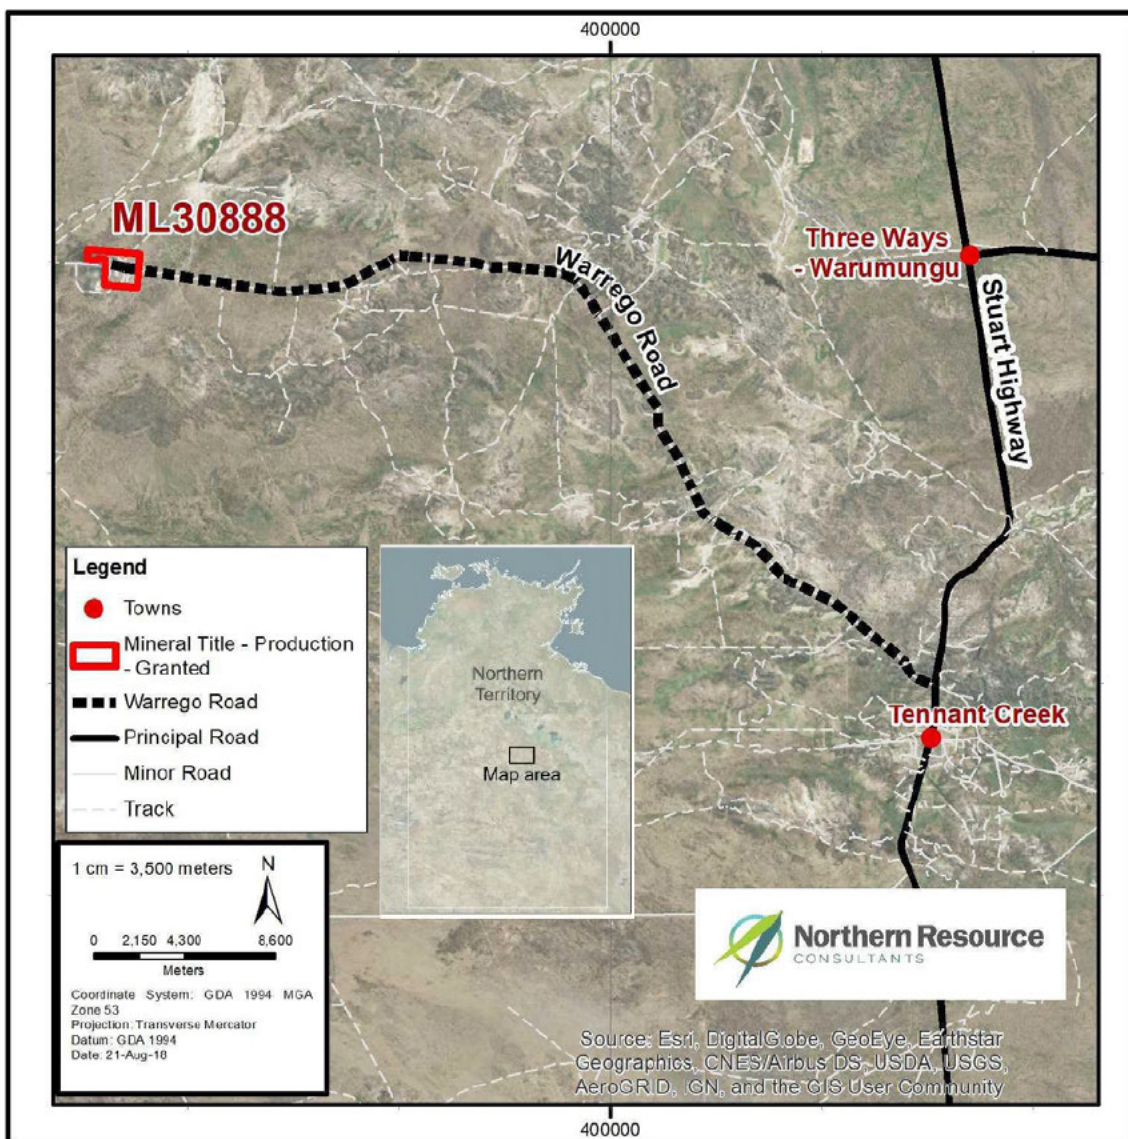 400000
ML30888
Warrego Road
Three Ways
- Warumungu
Stuart Highway
Legend
Towns
Mineral Title - Production
- Granted
Warrego Road
Principal Road
Minor Road
Track
Northern
Territory
Map area
Tennant Creek
1 cm = 3,500 meters
N
0 2,150 4,300 8,600
Meters
Coordinate System: GDA 1994 MGA
Zone 53
Projection: Transverse Mercator
Datum: GDA 1994
Date: 21-Aug-18
Northern Resource
CONSULTANTS
Source: Esri, DigitalGlobe, GeoEye, Earthstar
Geographics, CNES/Airbus DS, USDA, USGS,
AeroGRID, IGN, and the GIS User Community
400000